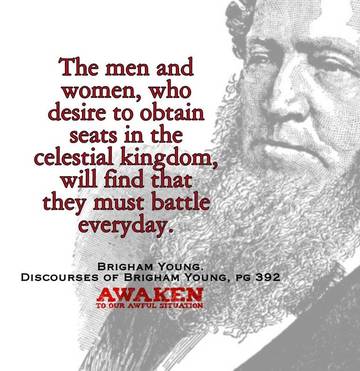 The men and
women, who
desire to obtain
seats in the
celestial kingdom,
will find that
they must battle
everyday.
Brigham Young.
Discourses of Brigham Young, pg 392
AWAKEN
TO OUR AWFUL SITUATION